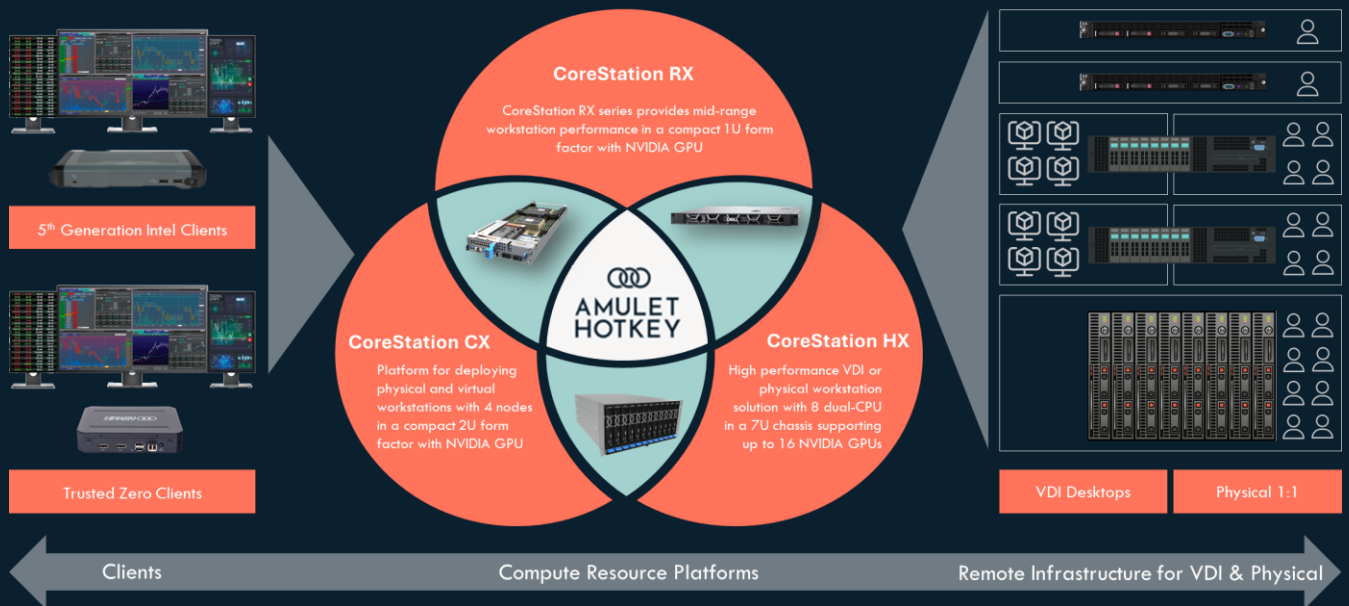 CoreStation RX
CoreStation RX series provides mid-range
workstation performance in a compact 1U form
factor with NVIDIA GPU
5th Generation Intel Clients
AMULET
HOTKEY
CoreStation CX
Platform for deploying
physical and virtual
workstations with 4 nodes
in a compact 2U form
factor with NVIDIA GPU
CoreStation HX
High performance VDI or
physical workstation
solution with 8 dual-CPU
in a 7U chassis supporting
up to 16 NVIDIA GPUs
Trusted Zero Clients
VDI Desktops
Physical 1:1
Clients
Compute Resource Platforms
Remote Infrastructure for VDI & Physical